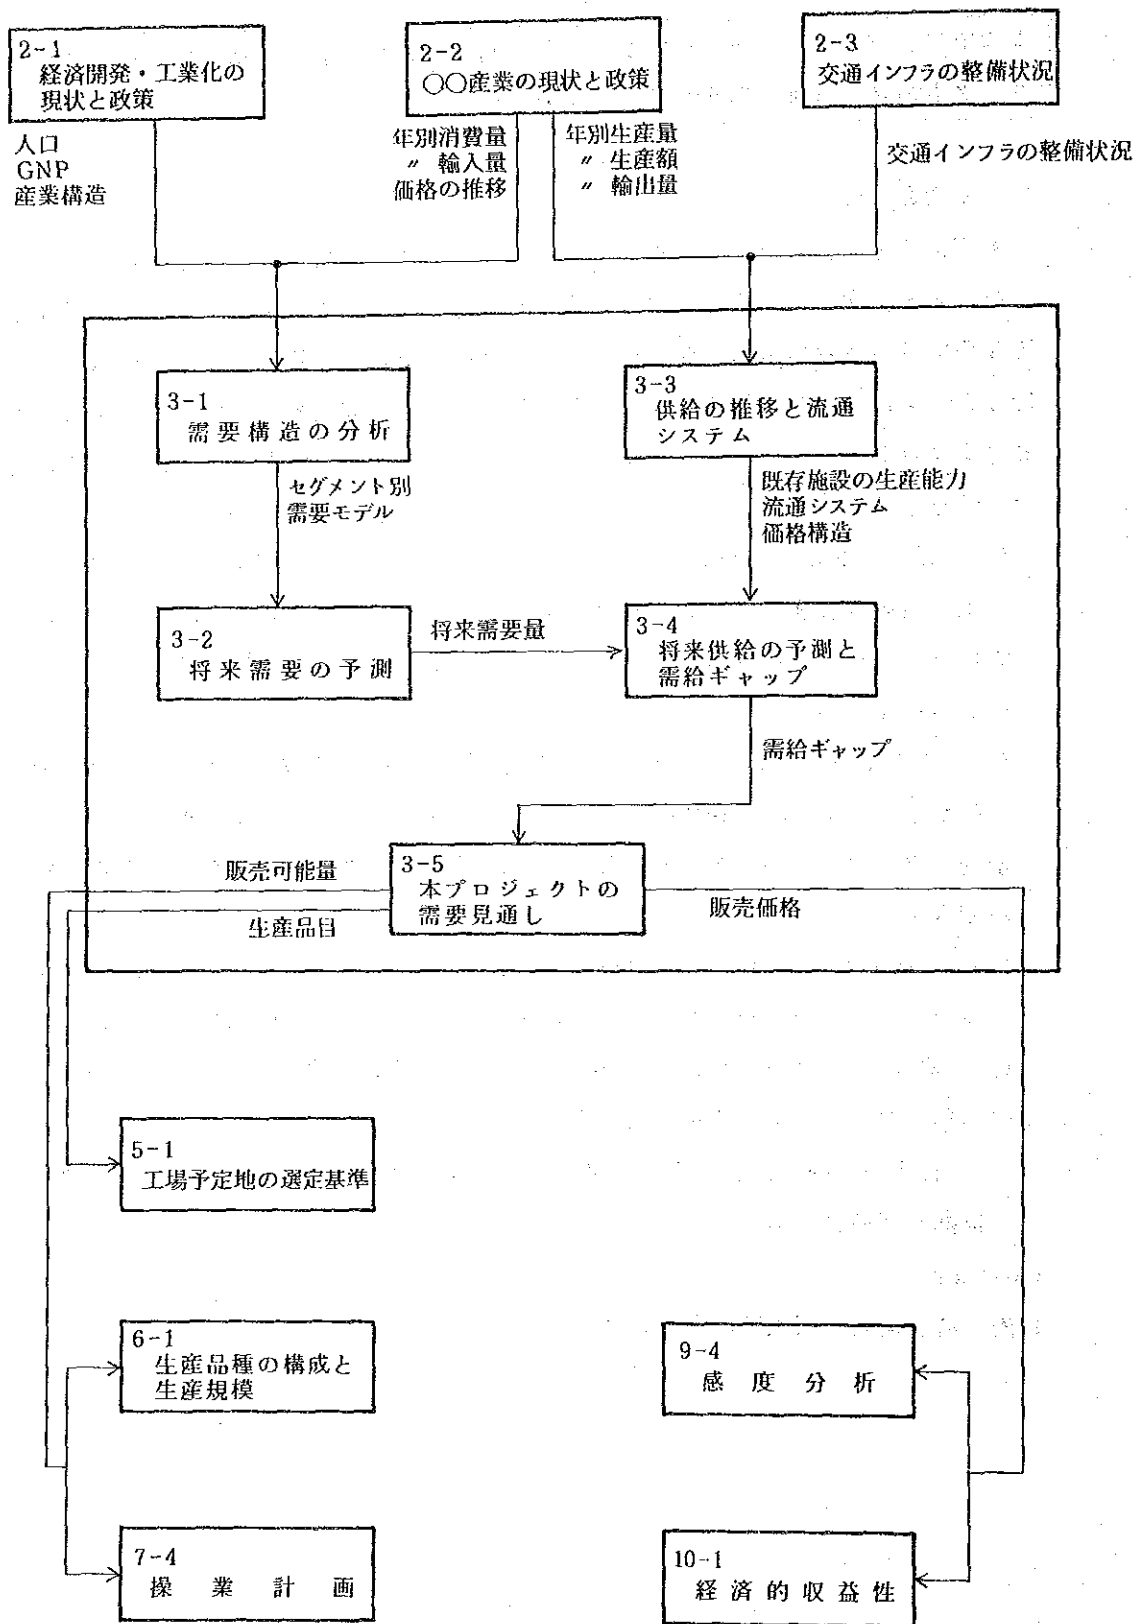 2-1
経済開発・工業化の
現状と政策
2-2
○○産業の現状と政策
2-3
交通インフラの整備状況
人口
GNP
産業構造
年別消費量
〃 輸入量
価格の推移
年別生産量
〃 生産額
〃 輸出量
交通インフラの整備状況
3-1
需要構造の分析
3-3
供給の推移と流通
システム
セグメント別
需要モデル
既存施設の生産能力
流通システム
価格構造
3-2
将来需要の予測
将来需要量
3-4
将来供給の予測と
需給ギャップ
需給ギャップ
3-5
本プロジェクトの
需要見通し
販売可能量
生産品目
販売価格
5-1
工場予定地の選定基準
6-1
生産品種の構成と
生産規模
9-4
感度分析
7-4
操業計画
10-1
経済的収益性